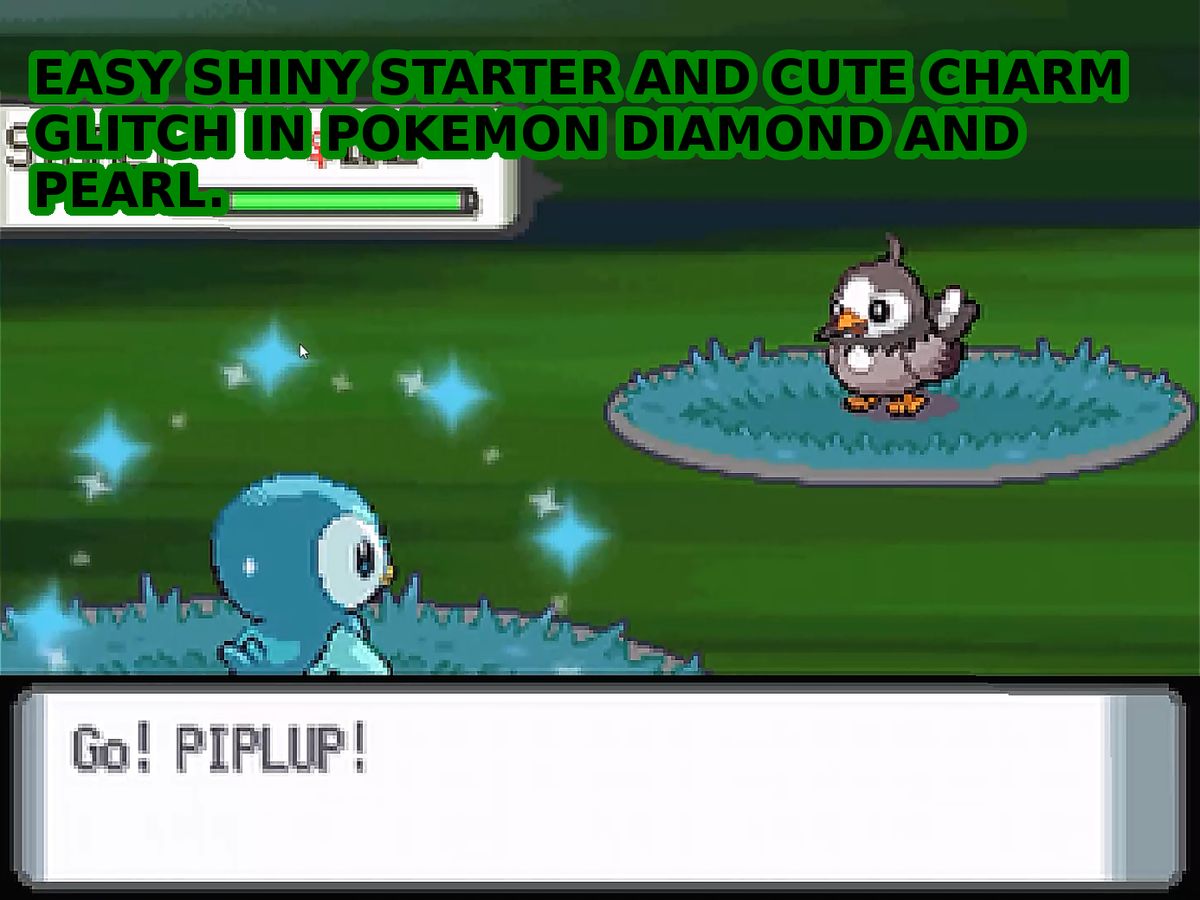 EASY SHINY STARTER AND CUTE CHARM
GLITCH IN POKEMON DIAMOND AND
PEARL.
Go! PIPLUP!